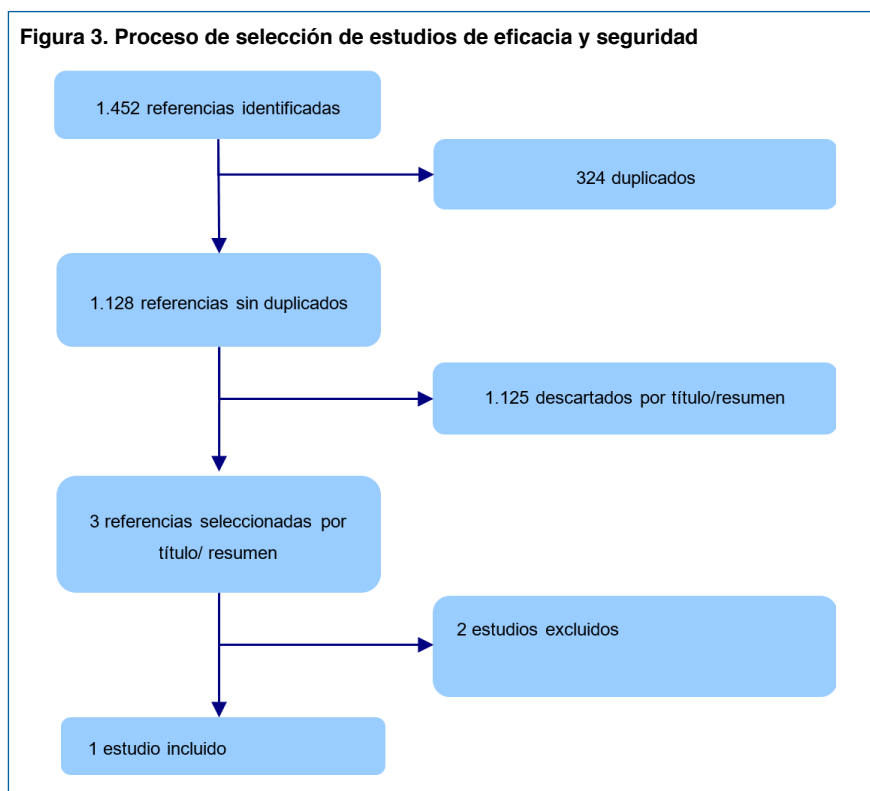 Figura 3. Proceso de selección de estudios de eficacia y seguridad
1.452 referencias identificadas
324 duplicados
1.128 referencias sin duplicados
1.125 descartados por título/resumen
3 referencias seleccionadas por
título/ resumen
2 estudios excluidos
1 estudio incluido